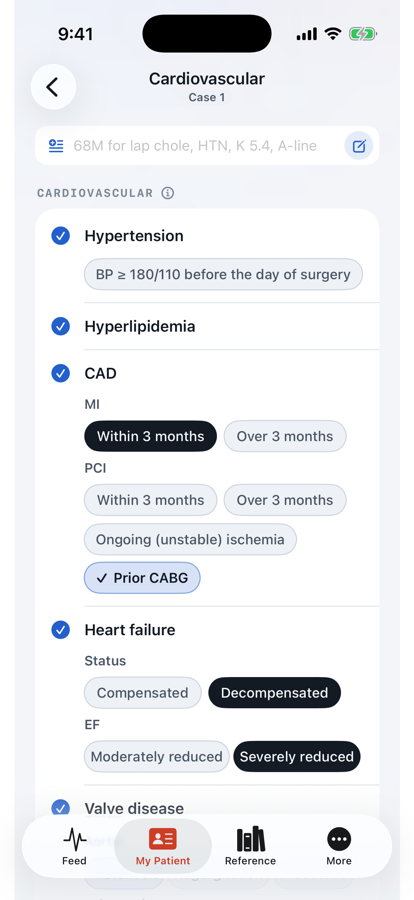 9:41
Cardiovascular
Case 1
68M for lap chole, HTN, K 5.4, A-line
CARDIOVASCULAR
Hypertension
BP ≥ 180/110 before the day of surgery
Hyperlipidemia
CAD
MI
Within 3 months Over 3 months
PCI
Within 3 months Over 3 months
Ongoing (unstable) ischemia
✓ Prior CABG
Heart failure
Status
Compensated Decompensated
EF
Moderately reduced Severely reduced
Valve disease
Feed My Patient Reference More